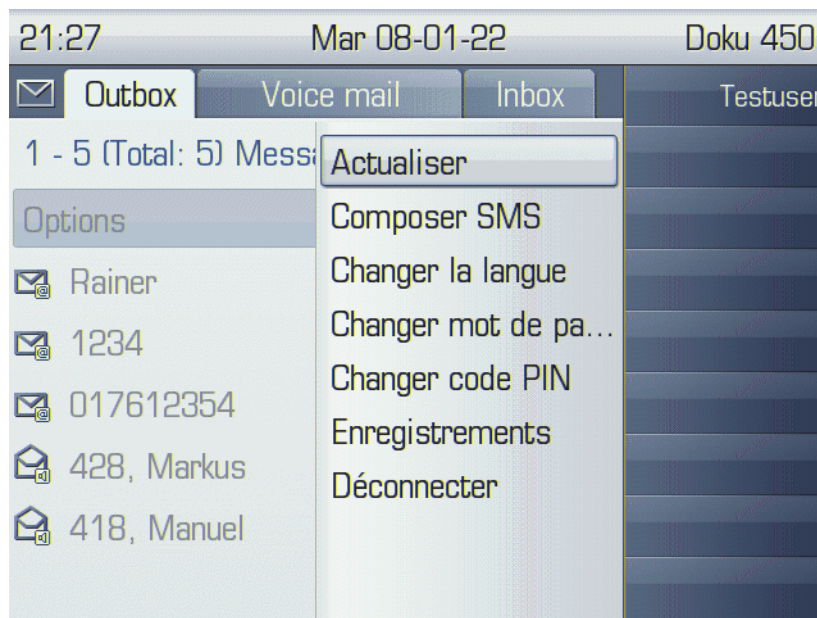 21:27 Mar 08-01-22 Doku 450
Outbox Voice mail Inbox Testuser
1 - 5 (Total: 5) Messa
Actualiser
Options
Composer SMS
Rainer
Changer la langue
1234
Changer mot de pa...
017612354
Changer code PIN
428, Markus
Enregistrements
418, Manuel
Déconnecter